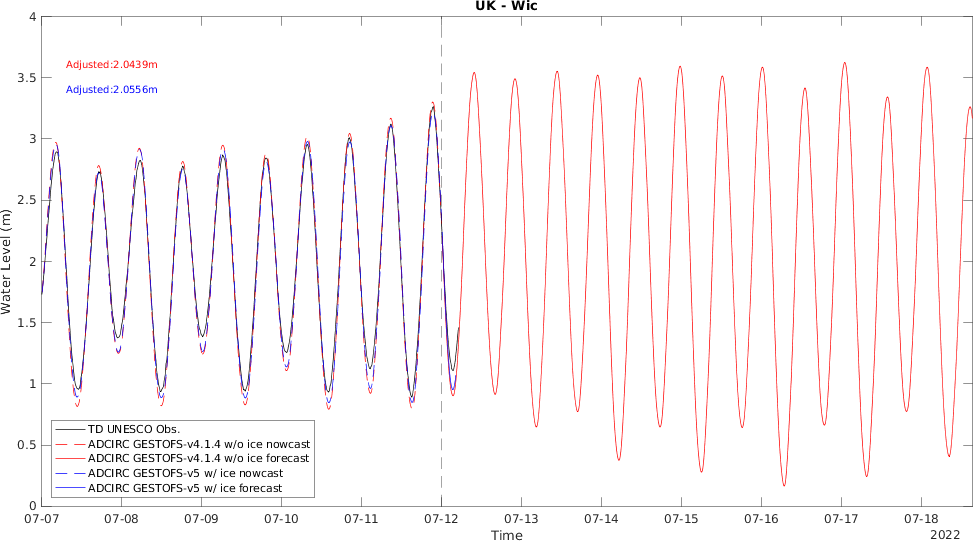 UK - Wic
4
3.5
3
2.5
2
1.5
1
0.5
0
Water Level (m)
Adjusted:2.0439m
Adjusted:2.0556m
TD UNESCO Obs.
ADCIRC GESTOFS-v4.1.4 w/o ice nowcast
ADCIRC GESTOFS-v4.1.4 w/o ice forecast
ADCIRC GESTOFS-v5 w/ ice nowcast
ADCIRC GESTOFS-v5 w/ ice forecast
07-07 07-08 07-09 07-10 07-11 07-12 07-13 07-14 07-15 07-16 07-17 07-18
Time
2022